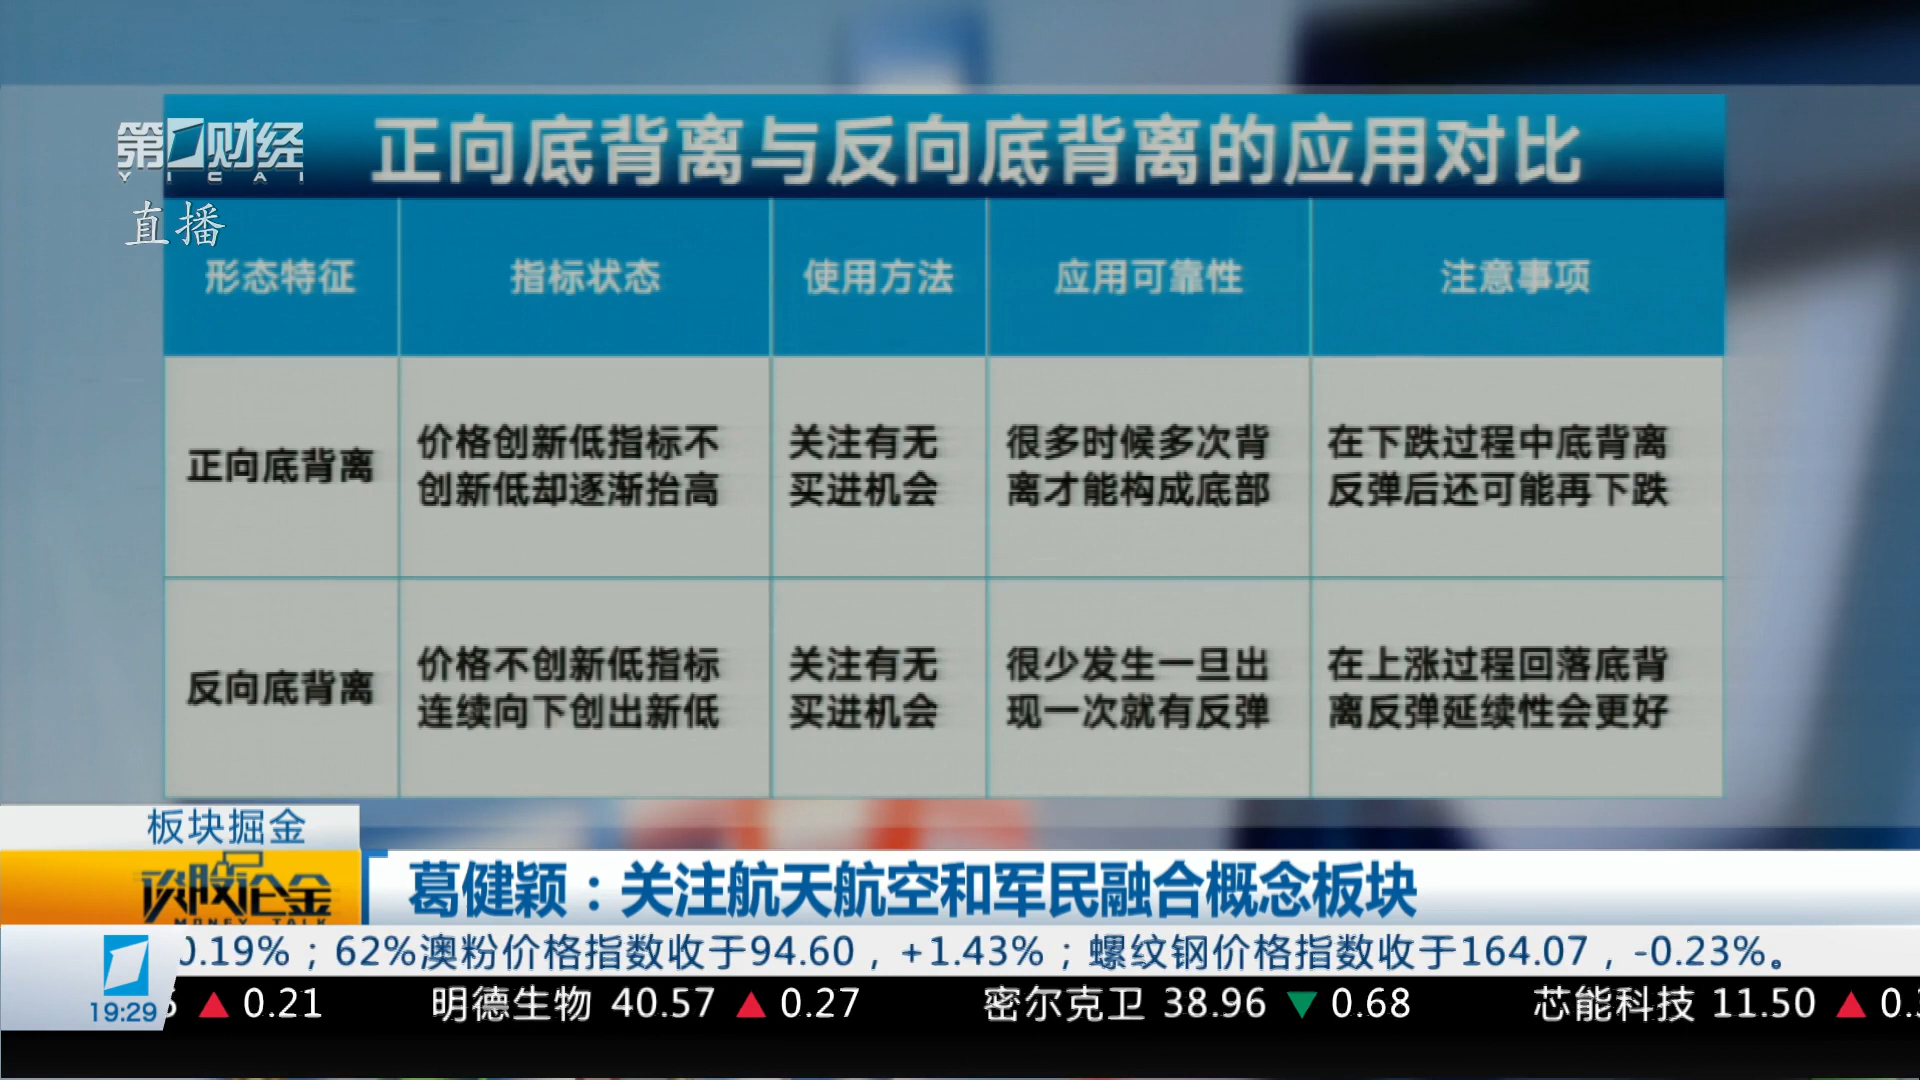 第一财经
YICAI
直播
正向底背离与反向底背离的应用对比
形态特征 指标状态 使用方法 应用可靠性 注意事项
正向底背离
价格创新低指标不
创新低却逐渐抬高
关注有无
买进机会
很多时候多次背
离才能构成底部
在下跌过程中底背离
反弹后还可能再下跌
反向底背离
价格不创新低指标
连续向下创出新低
关注有无
买进机会
很少发生一旦出
现一次就有反弹
在上涨过程回落底背
离反弹延续性会更好
板块掘金
谈股论金
MONEY TALK
葛健颖：关注航天航空和军民融合概念板块
0.19%；62%澳粉价格指数收于94.60，+1.43%；螺纹钢价格指数收于164.07，-0.23%。
19:29
▲ 0.21 明德生物 40.57 ▲ 0.27 密尔克卫 38.96 ▼ 0.68 芯能科技 11.50 ▲